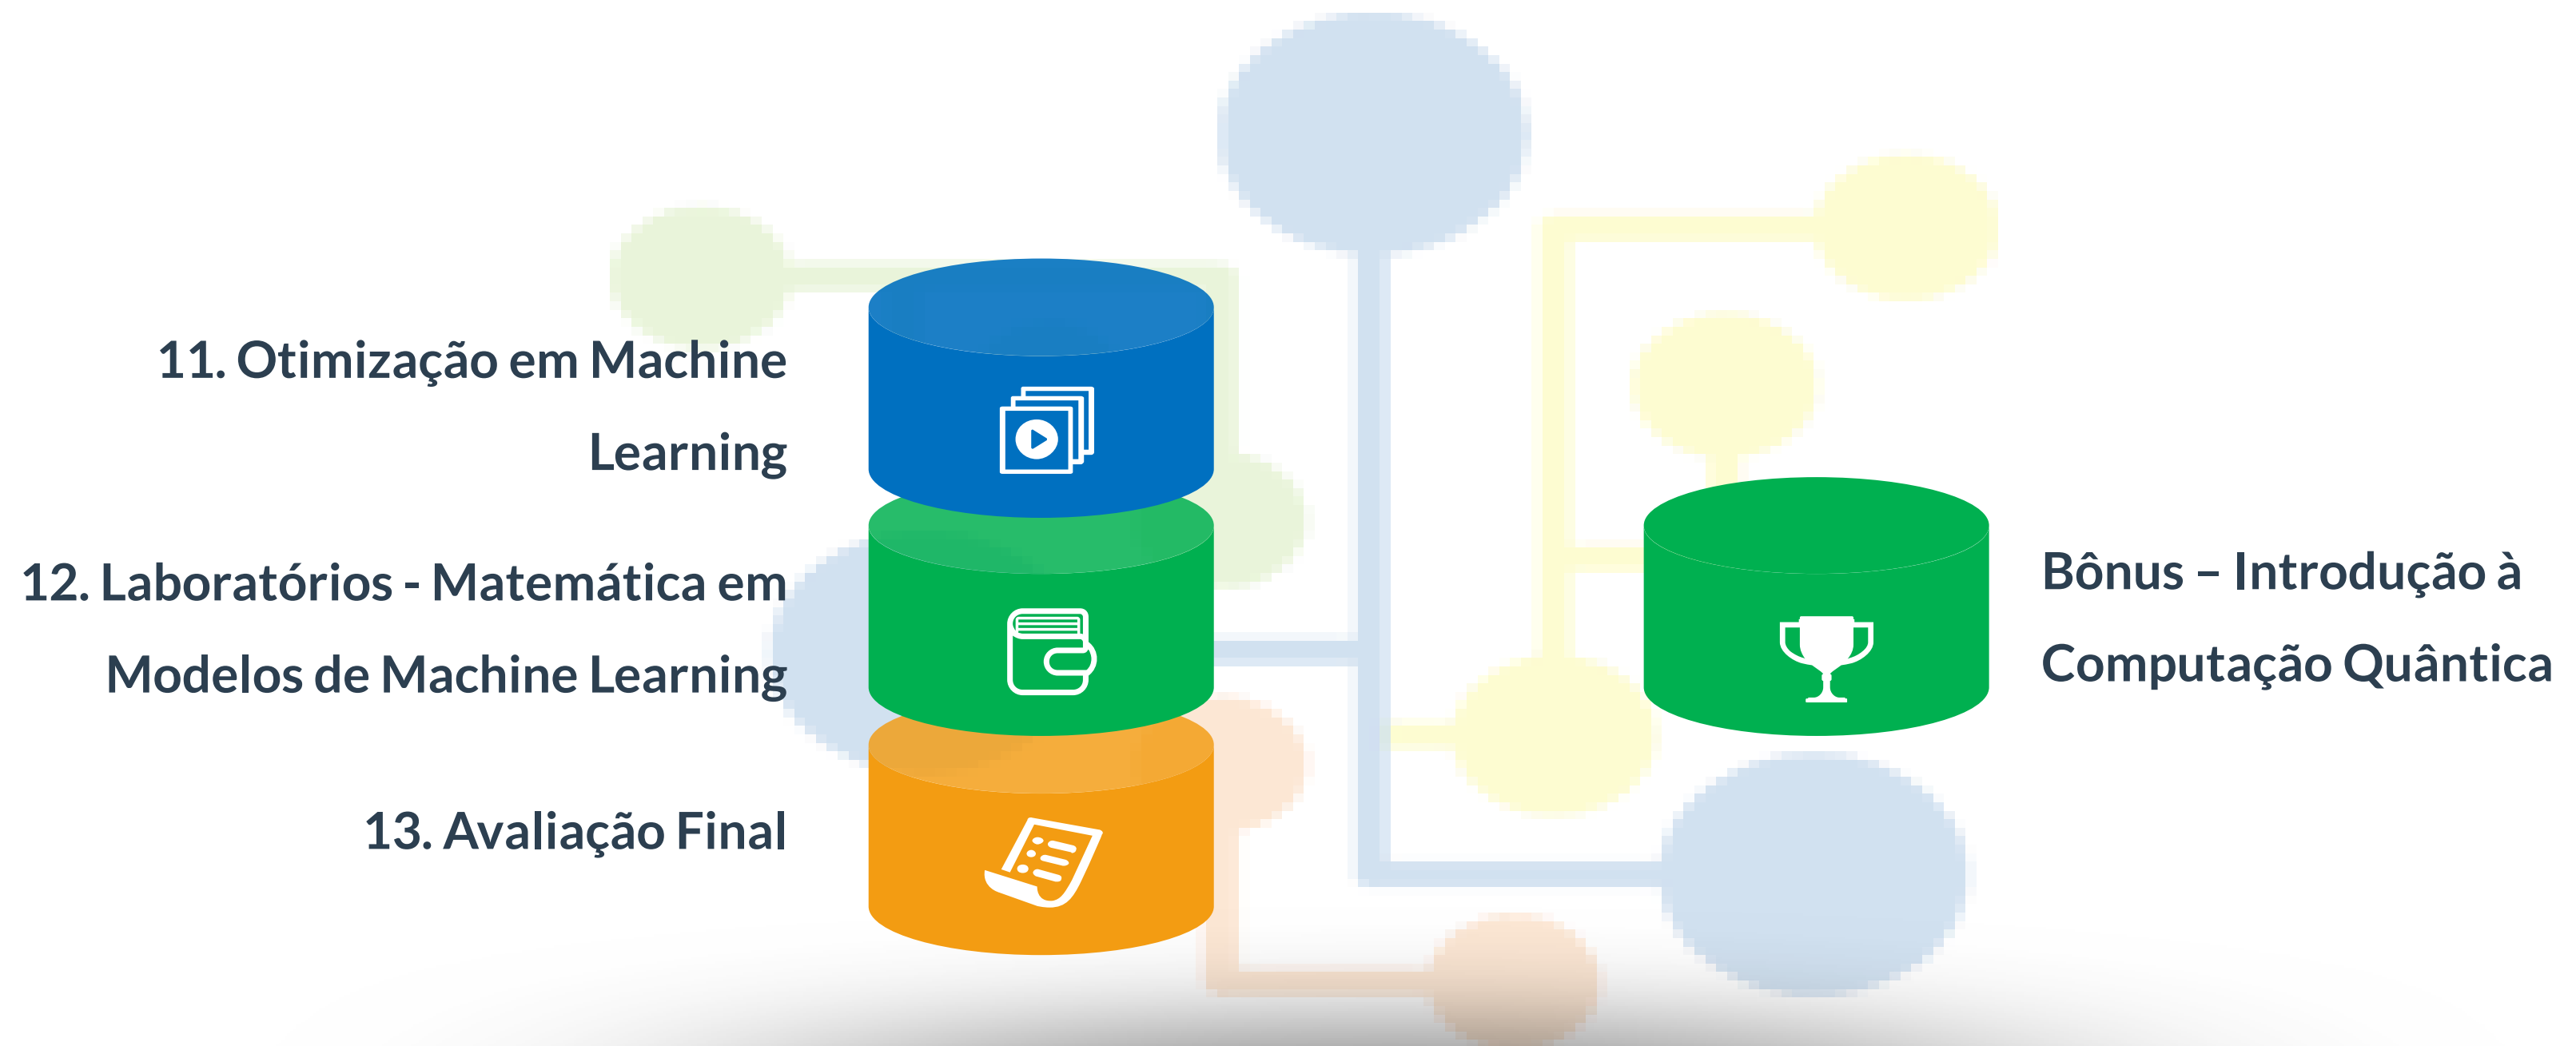 11. Otimização em Machine
Learning
12. Laboratórios - Matemática em
Modelos de Machine Learning
13. Avaliação Final
Bônus – Introdução à
Computação Quântica